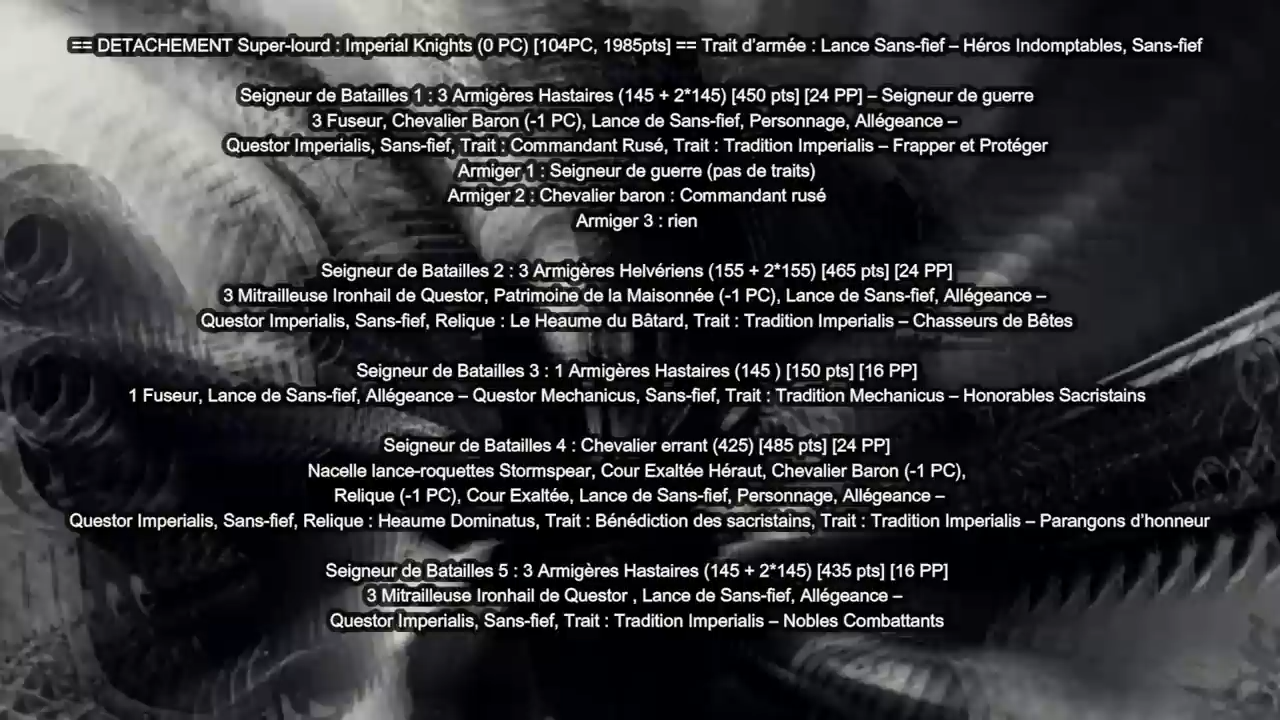 == DETACHEMENT Super-lourd : Imperial Knights (0 PC) [104PC, 1985pts] == Trait d'armée : Lance Sans-fief – Héros Indomptables, Sans-fief
Seigneur de Batailles 1 : 3 Armigères Hastaires (145 + 2*145) [450 pts] [24 PP] – Seigneur de guerre
3 Fuseur, Chevalier Baron (-1 PC), Lance de Sans-fief, Personnage, Allégeance –
Questor Imperialis, Sans-fief, Trait : Commandant Rusé, Trait : Tradition Imperialis – Frapper et Protéger
Armiger 1 : Seigneur de guerre (pas de traits)
Armiger 2 : Chevalier baron : Commandant rusé
Armiger 3 : rien
Seigneur de Batailles 2 : 3 Armigères Helvériens (155 + 2*155) [465 pts] [24 PP]
3 Mitrailleuse Ironhail de Questor, Patrimoine de la Maisonnée (-1 PC), Lance de Sans-fief, Allégeance –
Questor Imperialis, Sans-fief, Relique : Le Heaume du Bâtard, Trait : Tradition Imperialis – Chasseurs de Bêtes
Seigneur de Batailles 3 : 1 Armigères Hastaires (145 ) [150 pts] [16 PP]
1 Fuseur, Lance de Sans-fief, Allégeance – Questor Mechanicus, Sans-fief, Trait : Tradition Mechanicus – Honorables Sacristains
Seigneur de Batailles 4 : Chevalier errant (425) [485 pts] [24 PP]
Nacelle lance-roquettes Stormspear, Cour Exaltée Héraut, Chevalier Baron (-1 PC),
Relique (-1 PC), Cour Exaltée, Lance de Sans-fief, Personnage, Allégeance –
Questor Imperialis, Sans-fief, Relique : Heaume Dominatus, Trait : Bénédiction des sacristains, Trait : Tradition Imperialis – Parangons d'honneur
Seigneur de Batailles 5 : 3 Armigères Hastaires (145 + 2*145) [435 pts] [16 PP]
3 Mitrailleuse Ironhail de Questor , Lance de Sans-fief, Allégeance –
Questor Imperialis, Sans-fief, Trait : Tradition Imperialis – Nobles Combattants